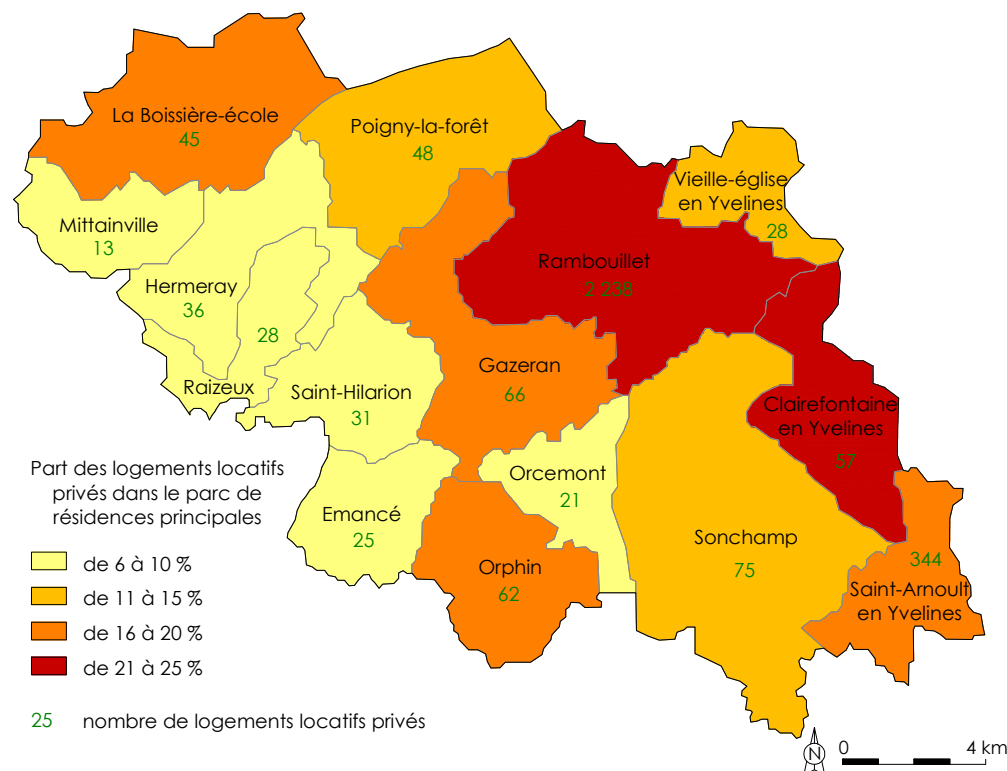 La Boissière-école
45
Poigny-la-forêt
48
Vieille-église
en Yvelines
28
Mittainville
13
Rambouillet
2 238
Hermeray
36
28
Raizeux
Gazeran
66
Saint-Hilarion
31
Clairefontaine
en Yvelines
57
Orcemont
21
Emancé
25
Sonchamp
75
Orphin
62
344
Saint-Arnoult
en Yvelines
Part des logements locatifs
privés dans le parc de
résidences principales
de 6 à 10 %
de 11 à 15 %
de 16 à 20 %
de 21 à 25 %
25 nombre de logements locatifs privés
N
0 4 km